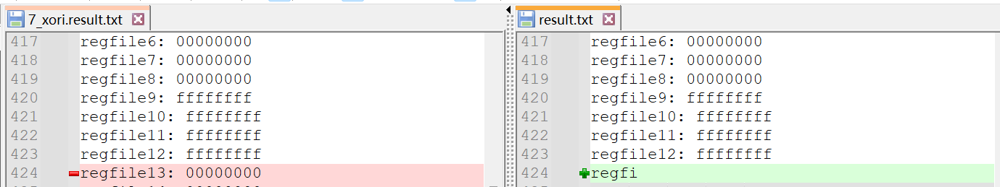 7_xori.result.txt
417 regfile6: 00000000
418 regfile7: 00000000
419 regfile8: 00000000
420 regfile9: ffffffff
421 regfile10: ffffffff
422 regfile11: ffffffff
423 regfile12: ffffffff
424 regfile13: 00000000
result.txt
417 regfile6: 00000000
418 regfile7: 00000000
419 regfile8: 00000000
420 regfile9: ffffffff
421 regfile10: ffffffff
422 regfile11: ffffffff
423 regfile12: ffffffff
424 regfi